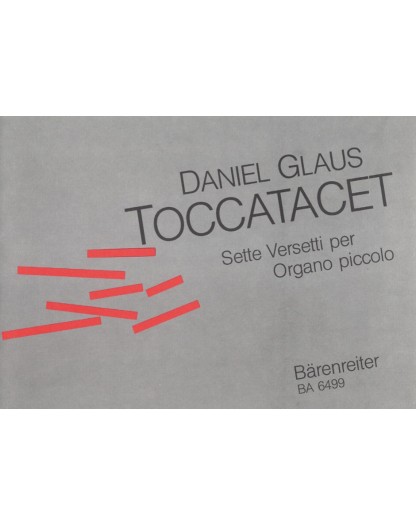 DANIEL GLAUS
TOCCATACET
Sette Versetti per
Organo piccolo
Bärenreiter
BA 6499